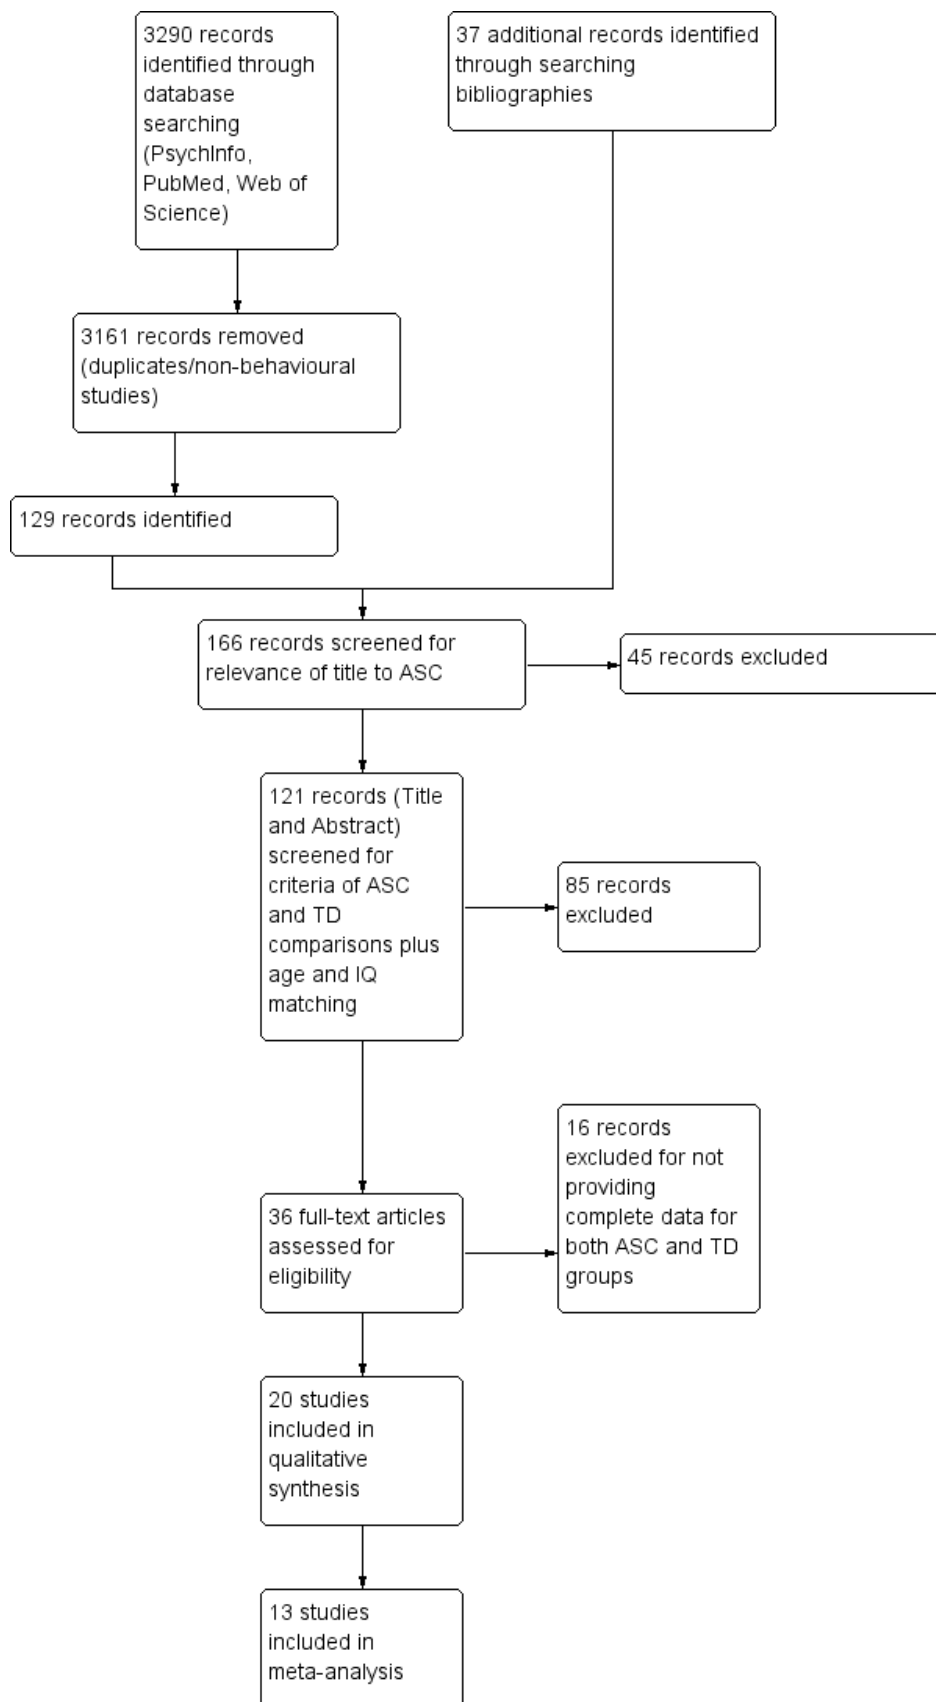 3290 records
identified through
database
searching
(PsychInfo,
PubMed, Web of
Science)
37 additional records identified
through searching
bibliographies
3161 records removed
(duplicates/non-behavioural
studies)
129 records identified
166 records screened for
relevance of title to ASC
45 records excluded
121 records (Title
and Abstract)
screened for
criteria of ASC
and TD
comparisons plus
age and IQ
matching
85 records
excluded
16 records
excluded for not
providing
complete data for
both ASC and TD
groups
36 full-text articles
assessed for
eligibility
20 studies
included in
qualitative
synthesis
13 studies
included in
meta-analysis